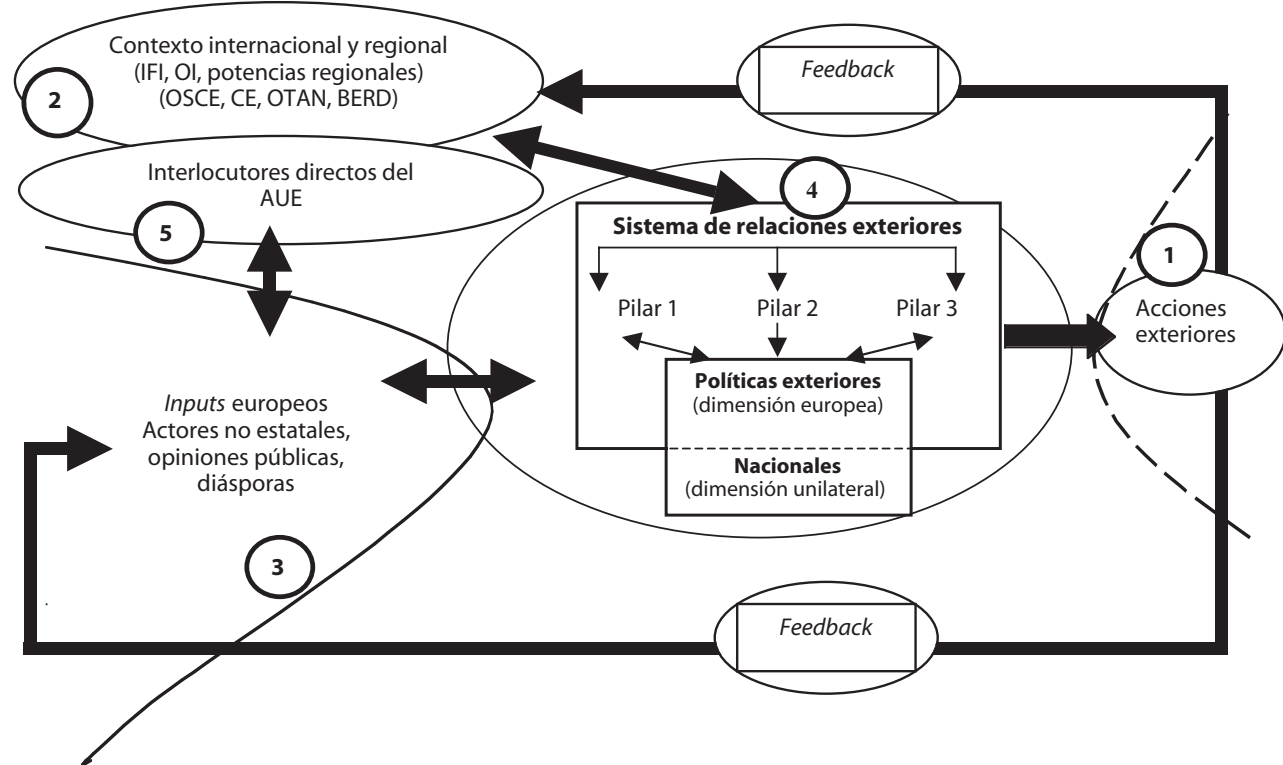 Contexto internacional y regional
(IFI, OI, potencias regionales)
(OSCE, CE, OTAN, BERD)
2
Feedback
Interlocutores directos del
AUE
5
4
Sistema de relaciones exteriores
Pilar 1
Pilar 2
Pilar 3
Políticas exteriores
(dimensión europea)
Nacionales
(dimensión unilateral)
1
Acciones
exteriores
Inputs europeos
Actores no estatales,
opiniones públicas,
diásporas
3
Feedback